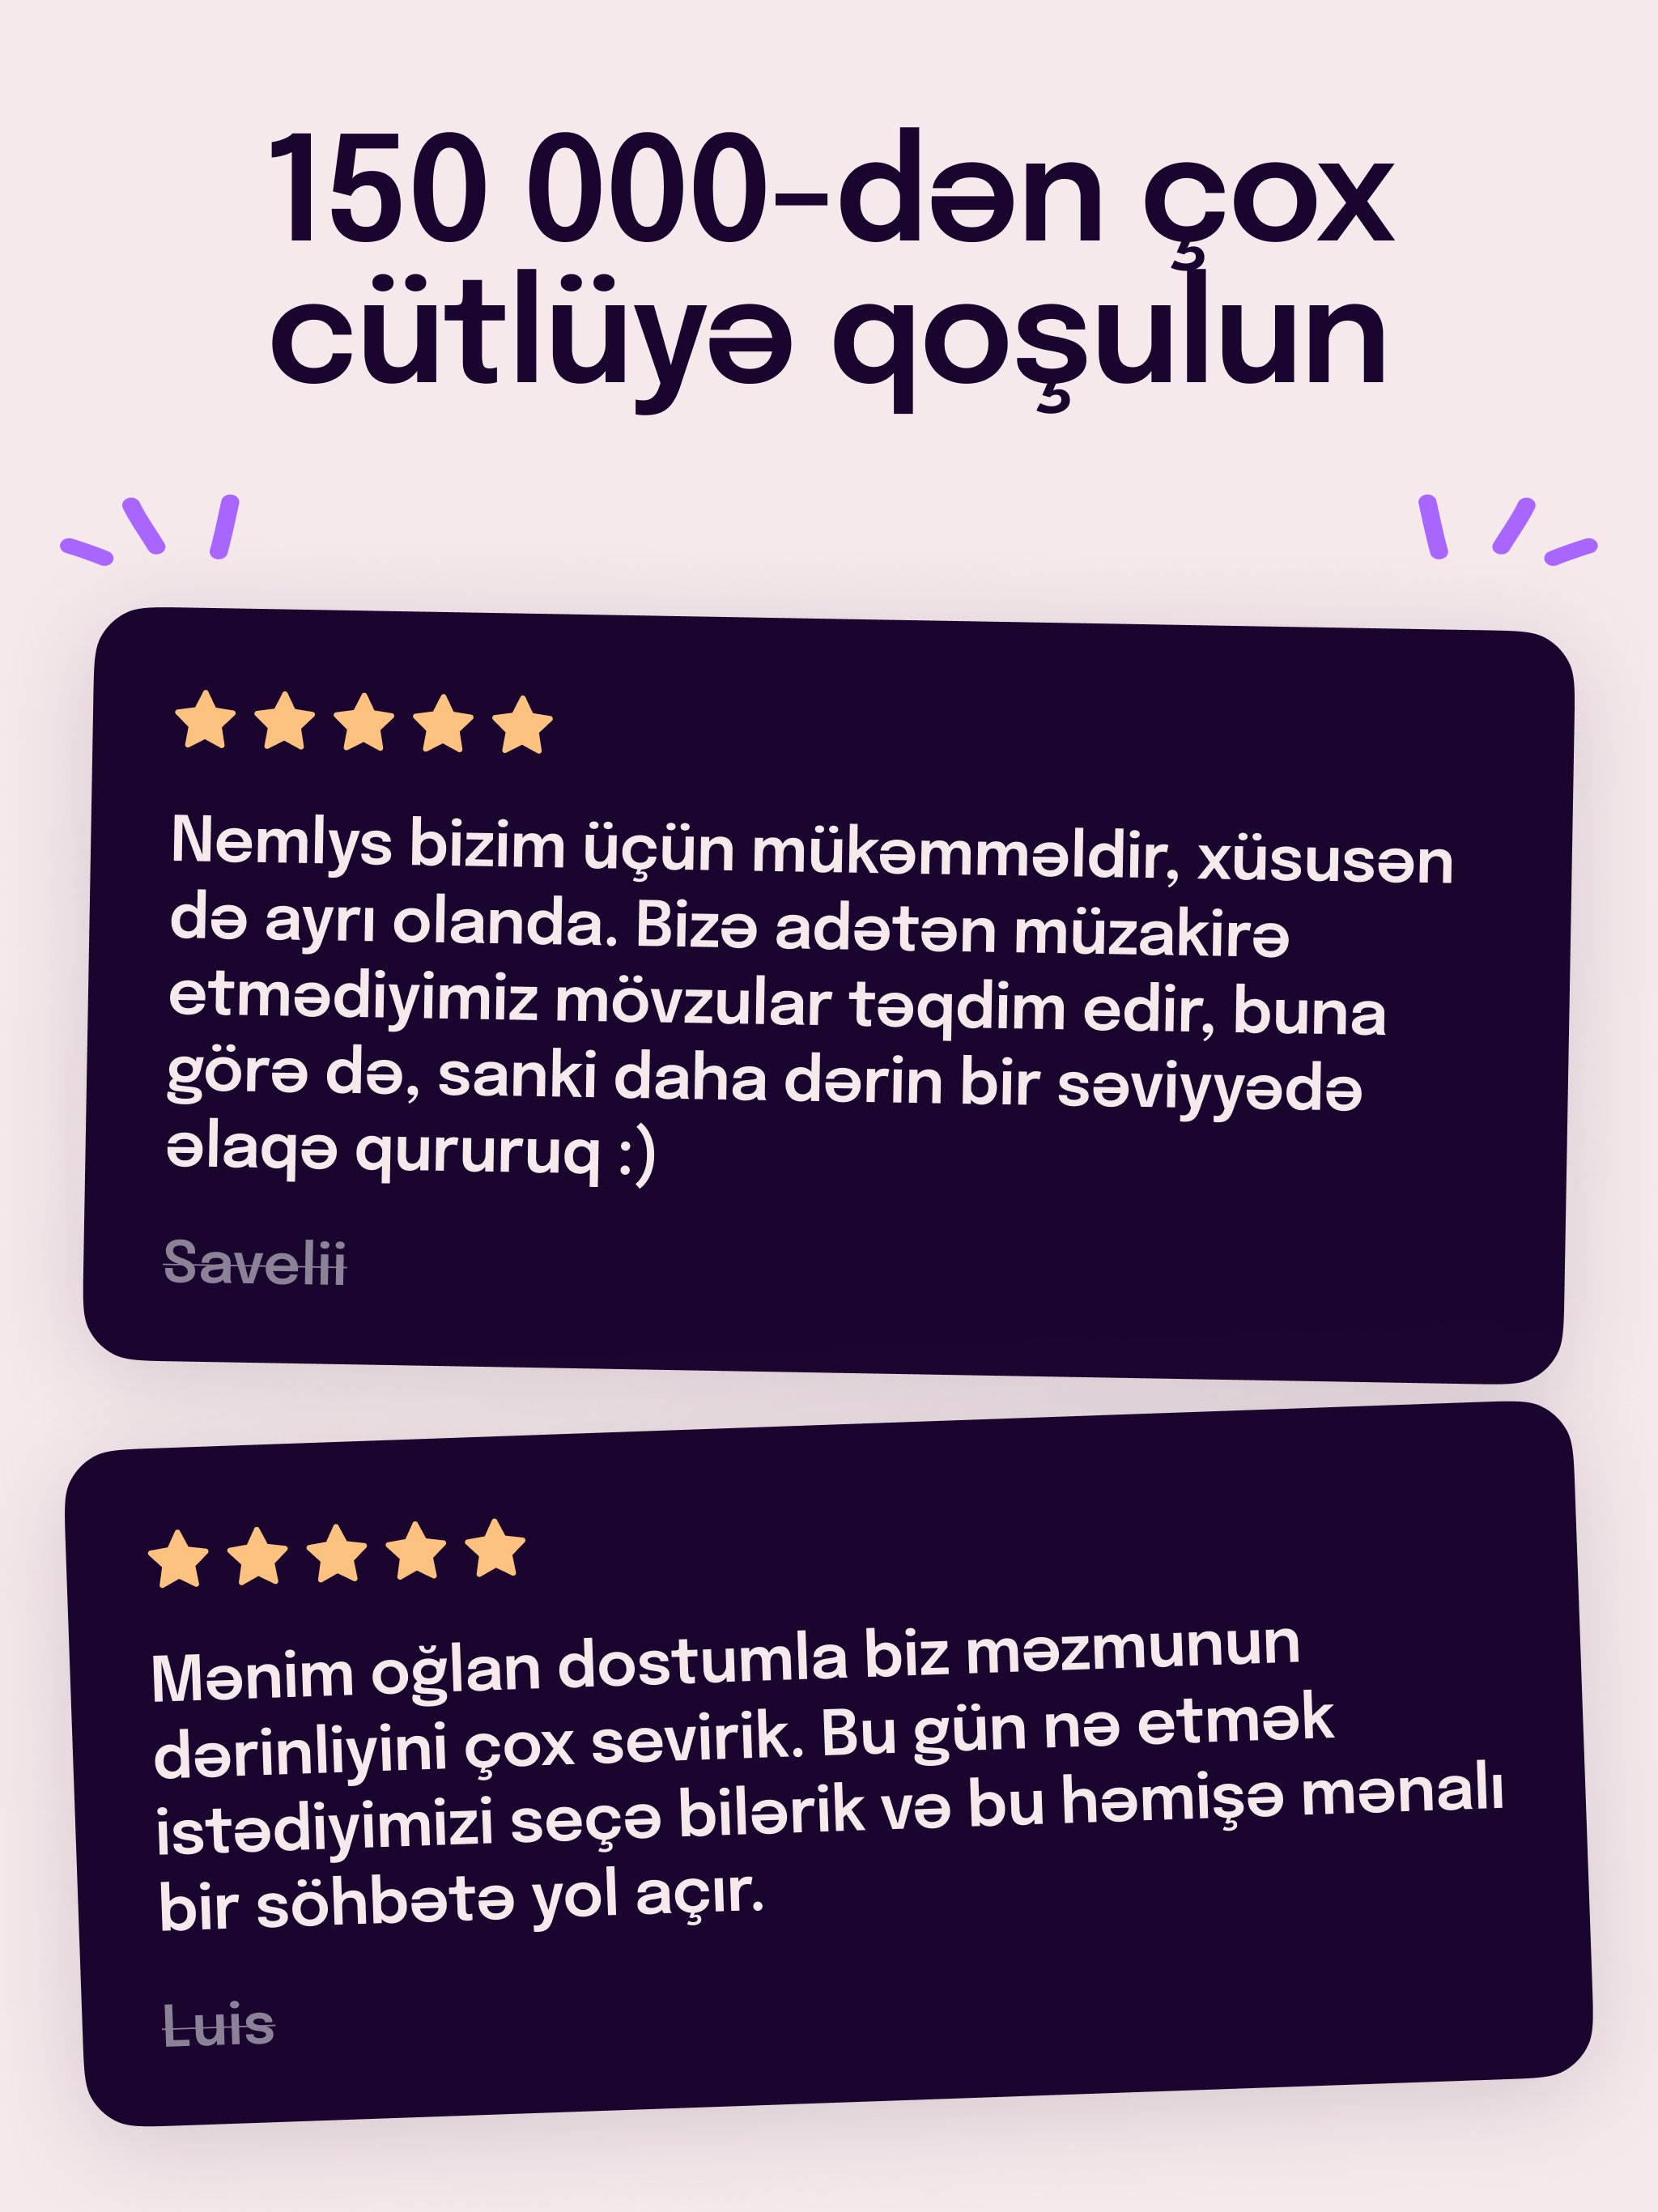 150 000-dən çox
cütlüyə qoşulun
Nemlys bizim üçün mükəmməldir, xüsusən
də ayrı olanda. Bizə adətən müzakirə
etmədiyimiz mövzular təqdim edir, buna
görə də, sanki daha dərin bir səviyyədə
əlaqə qururuq :)
Savelii
Mənim oğlan dostumla biz məzmunun
dərinliyini çox sevirik. Bu gün nə etmək
istədiyimizi seçə bilərik və bu həmişə mənalı
bir söhbətə yol açır.
Luis